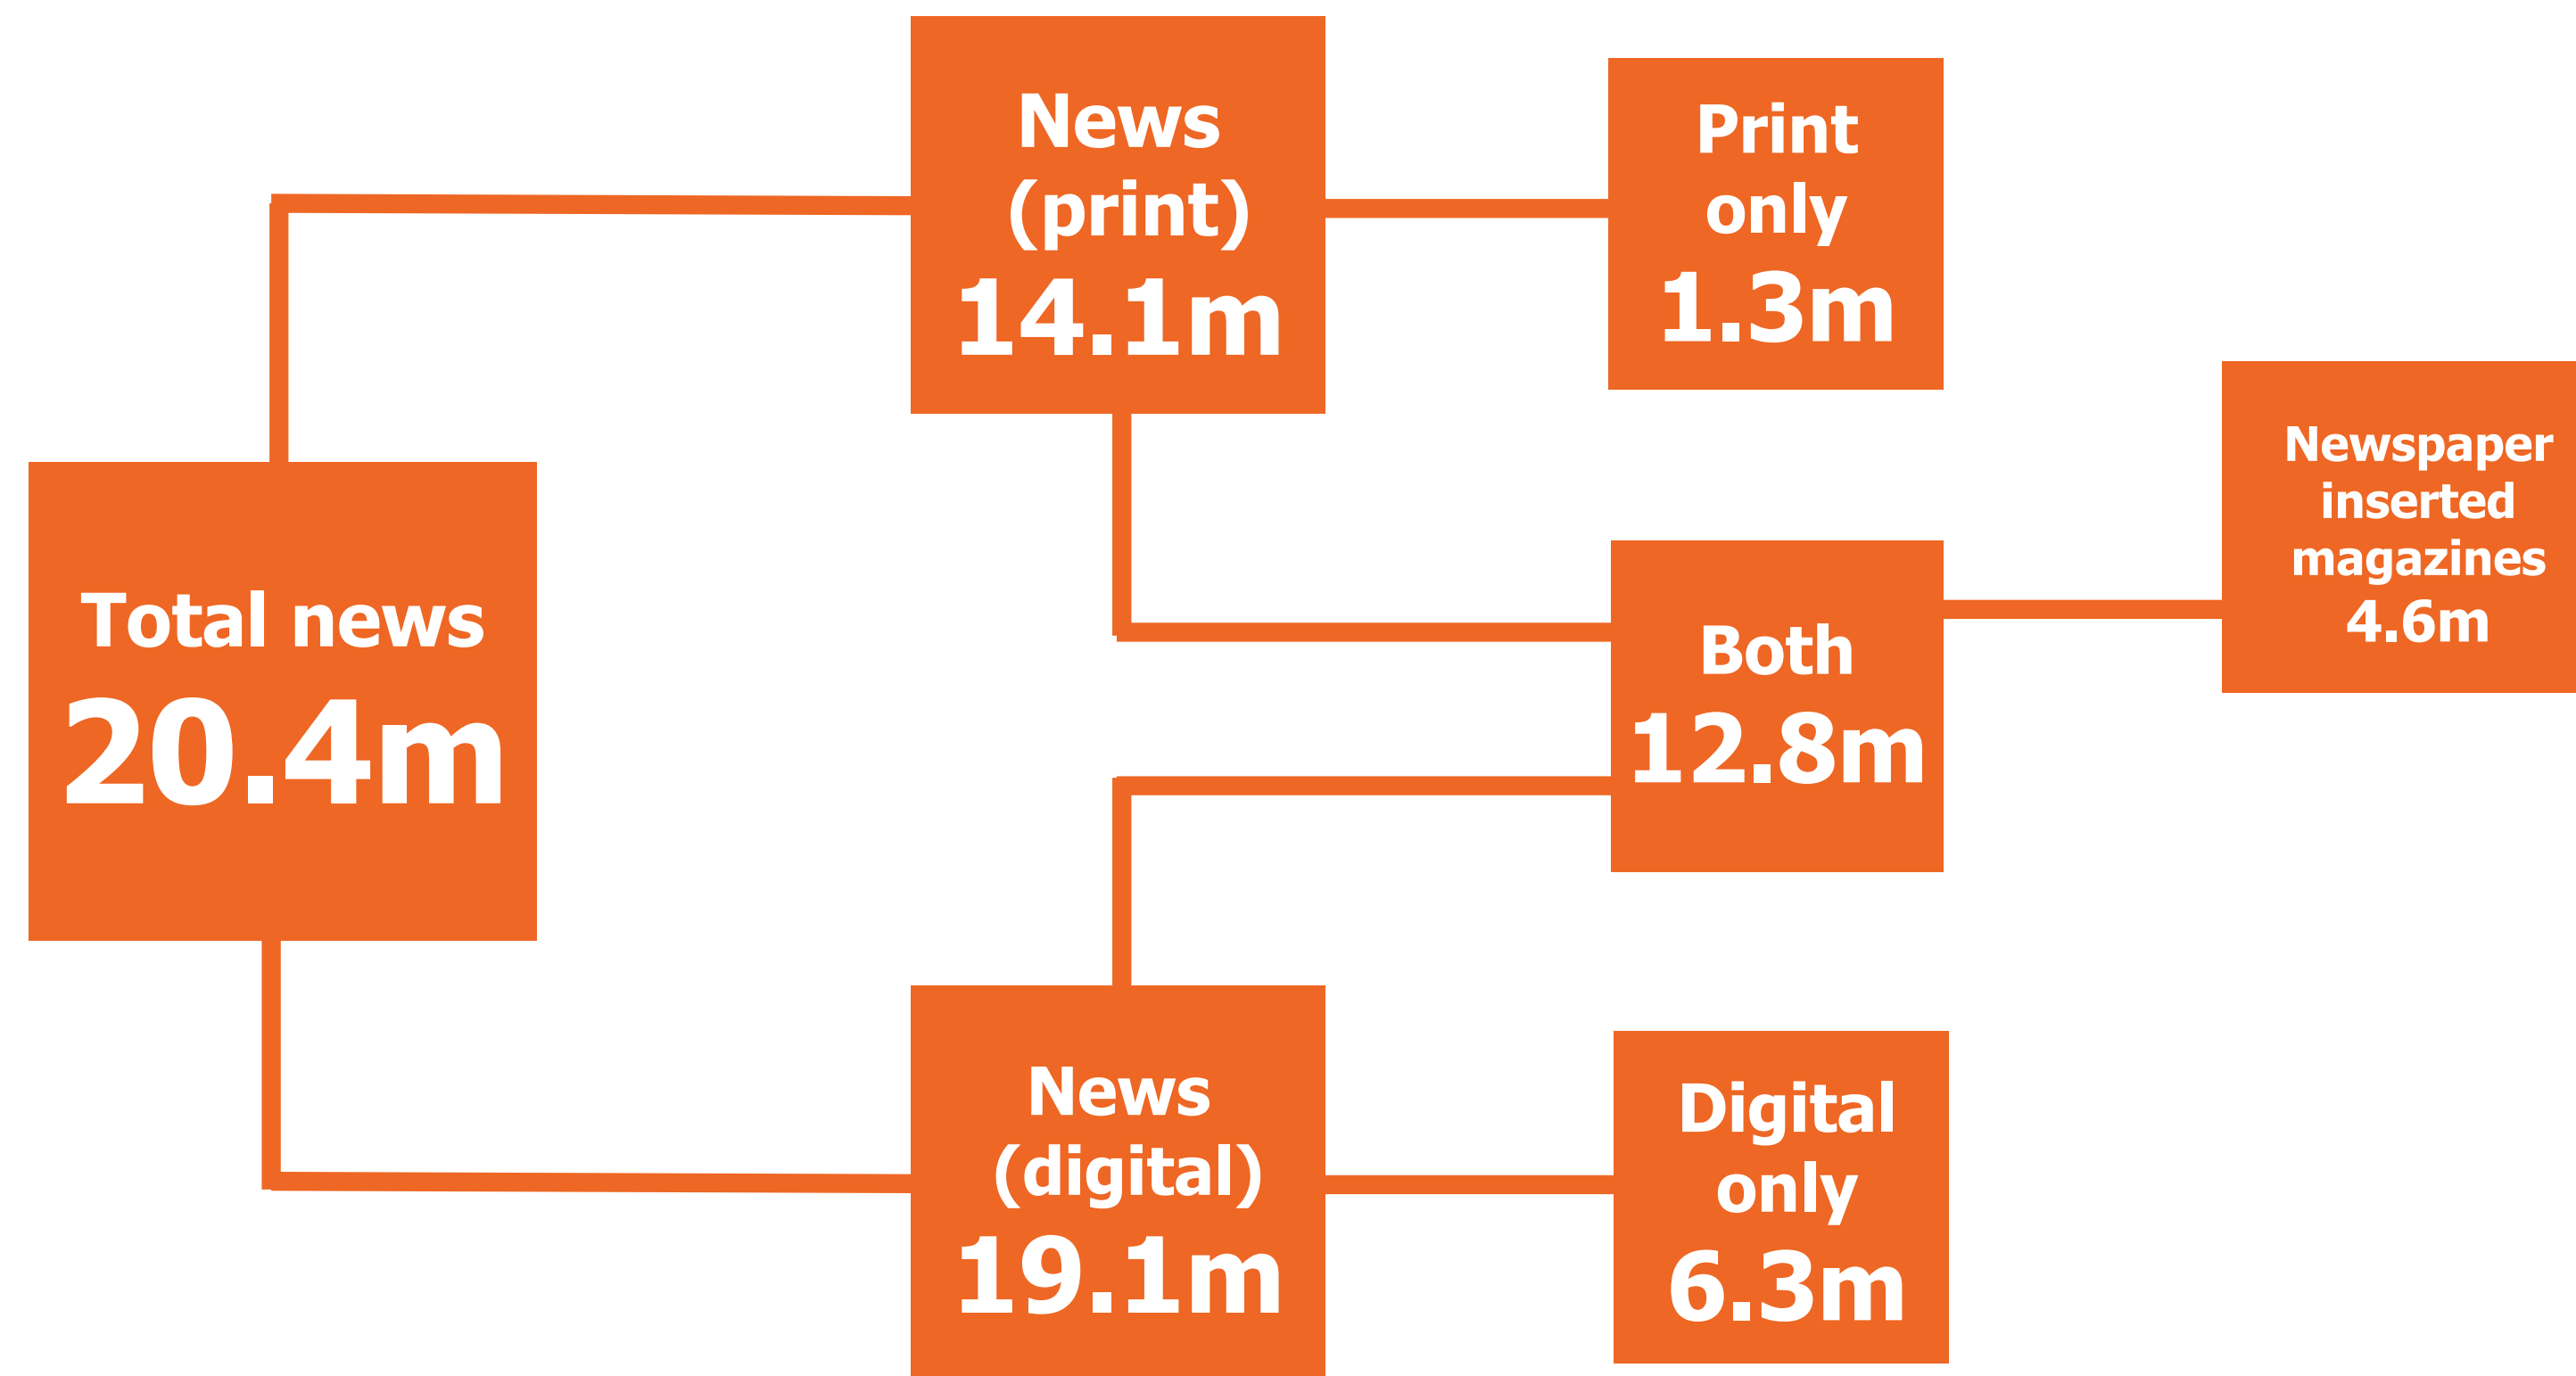 News
(print)
14.1m
Print
only
1.3m
Newspaper
inserted
magazines
4.6m
Total news
20.4m
Both
12.8m
News
(digital)
19.1m
Digital
only
6.3m